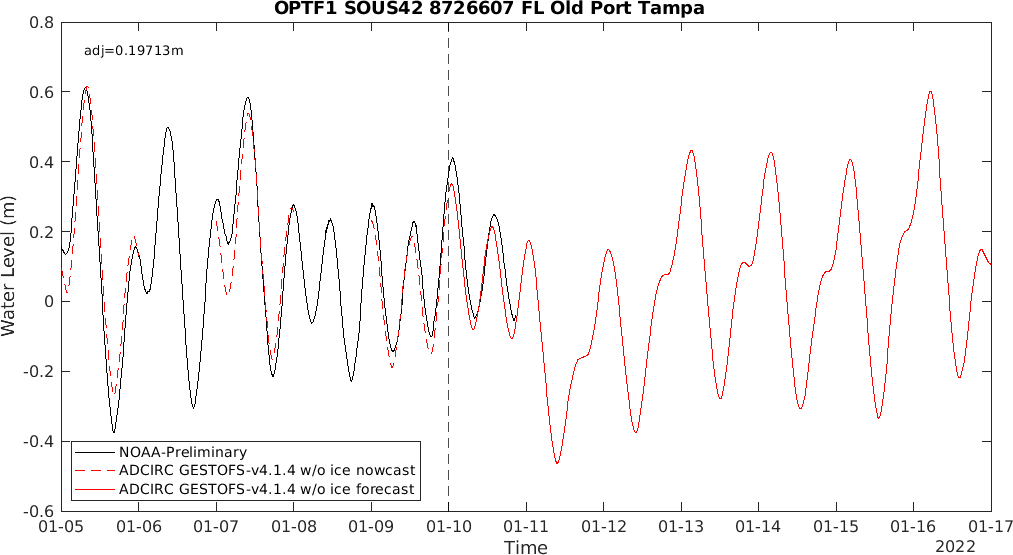 OPTF1 SOUS42 8726607 FL Old Port Tampa
adj=0.19713m
0.8
0.6
0.4
0.2
0
-0.2
-0.4
-0.6
Water Level (m)
NOAA-Preliminary
ADCIRC GESTOFS-v4.1.4 w/o ice nowcast
ADCIRC GESTOFS-v4.1.4 w/o ice forecast
01-05 01-06 01-07 01-08 01-09 01-10 01-11 01-12 01-13 01-14 01-15 01-16 01-17
Time
2022